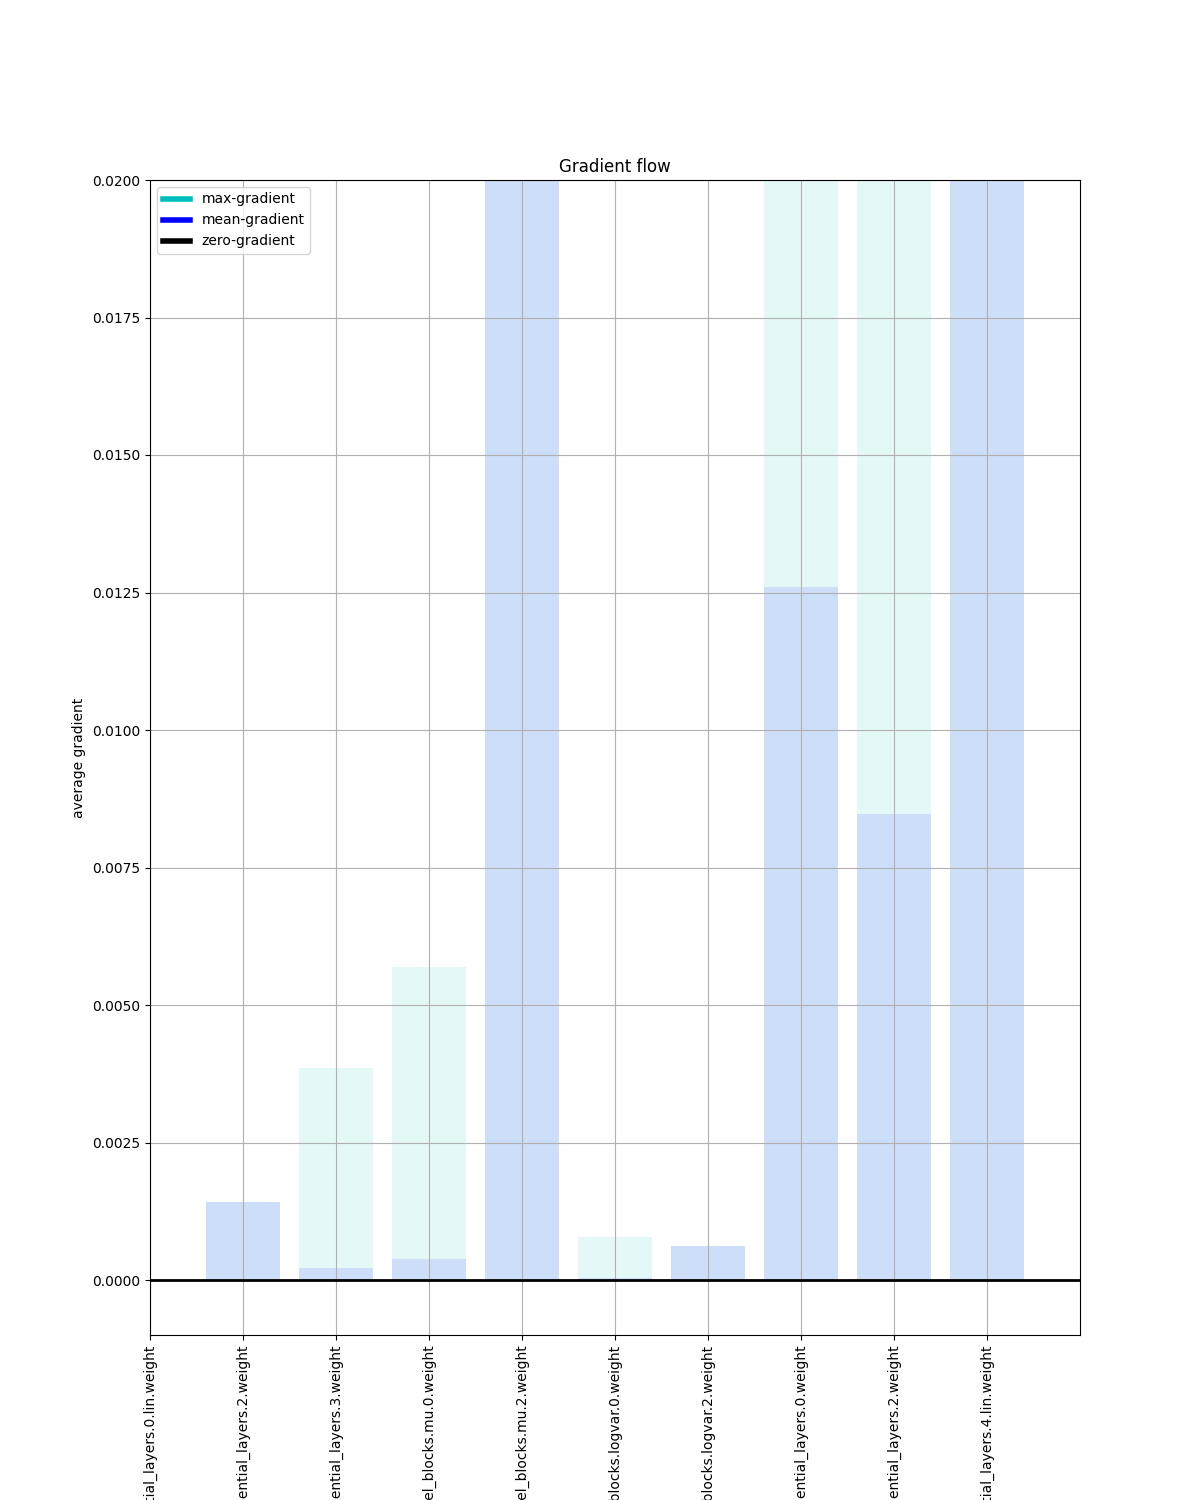 Gradient flow
max-gradient
mean-gradient
zero-gradient
average gradient
0.0200
0.0175
0.0150
0.0125
0.0100
0.0075
0.0050
0.0025
0.0000
tial_layers.0.lin.weight
ential_layers.2.weight
ential_layers.3.weight
el_blocks.mu.0.weight
el_blocks.mu.2.weight
blocks.logvar.0.weight
blocks.logvar.2.weight
ential_layers.0.weight
ential_layers.2.weight
tial_layers.4.lin.weight